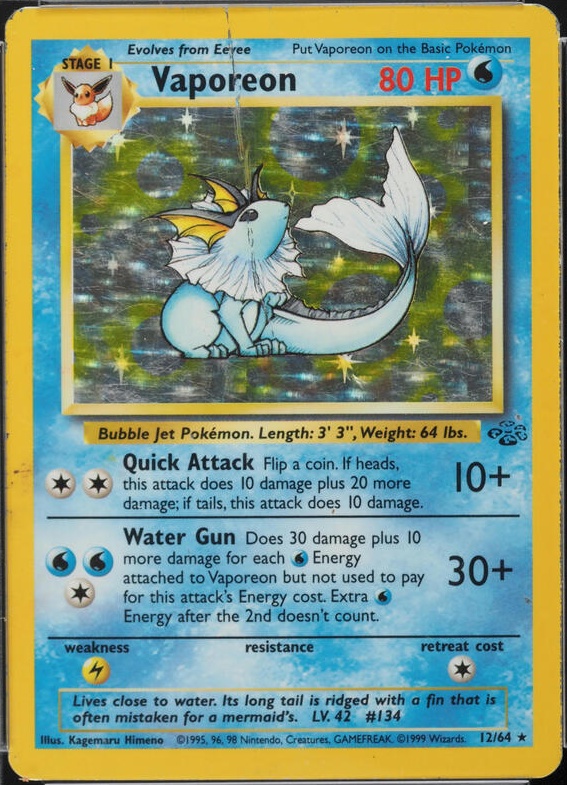 Evolves from Eevee
Put Vaporeon on the Basic Pokémon
STAGE 1
Vaporeon
80 HP
Bubble Jet Pokémon. Length: 3' 3", Weight: 64 lbs.
Quick Attack Flip a coin. If heads,
this attack does 10 damage plus 20 more
damage; if tails, this attack does 10 damage.
10+
Water Gun Does 30 damage plus 10
more damage for each Energy
attached to Vaporeon but not used to pay
for this attack's Energy cost. Extra
Energy after the 2nd doesn't count.
30+
weakness
resistance
retreat cost
Lives close to water. Its long tail is ridged with a fin that is
often mistaken for a mermaid's. LV. 42 #134
Illus. Kagemaru Himeno ©1995, 96, 98 Nintendo, Creatures, GAMEFREAK. ©1999 Wizards. 12/64 ★